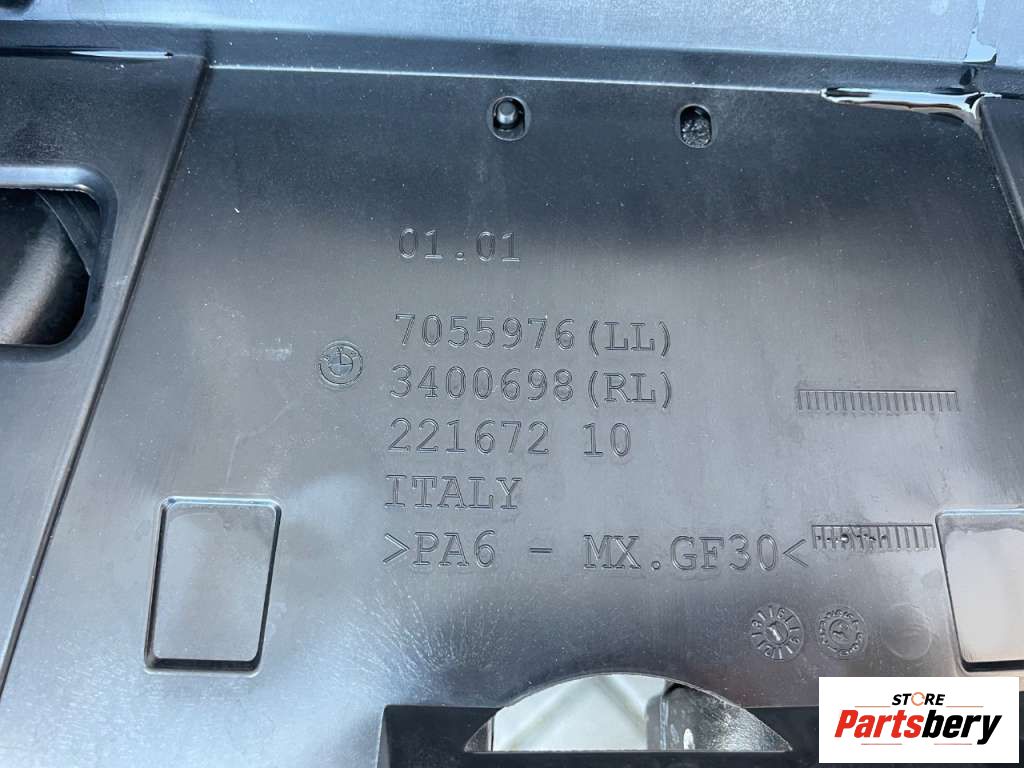 01.01
7055976(LL)
3400698(RL)
221672 10
ITALY
>PA6 - MX.GF30<
STORE
Partsbery